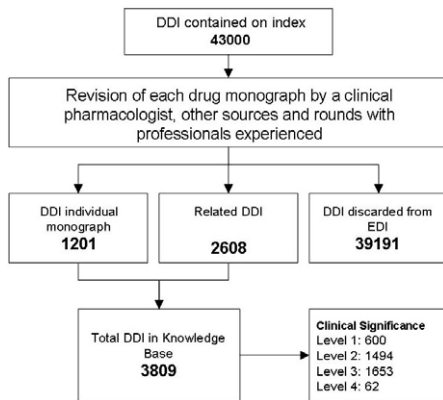 DDI contained on index
43000
Revision of each drug monograph by a clinical
pharmacologist, other sources and rounds with
professionals experienced
DDI individual
monograph
1201
Related DDI
2608
DDI discarded from
EDI
39191
Total DDI in Knowledge
Base
3809
Clinical Significance
Level 1: 600
Level 2: 1494
Level 3: 1653
Level 4: 62